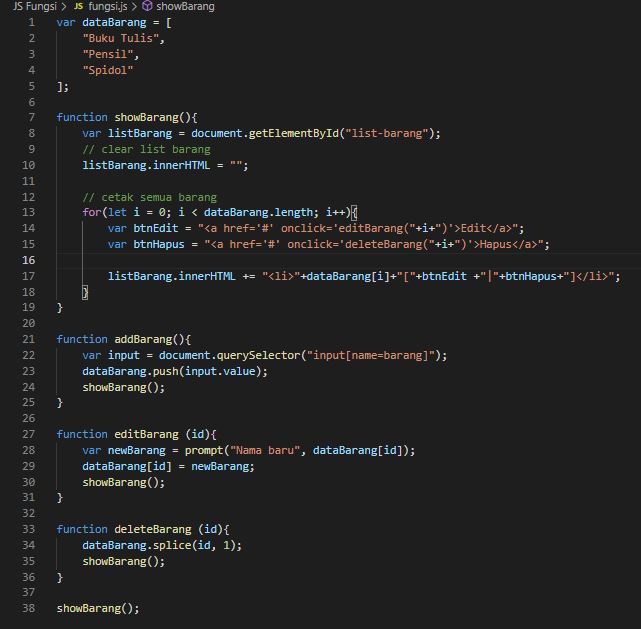 JS Fungsi > JS fungsi.js > showBarang
1 var dataBarang = [
2     "Buku Tulis",
3     "Pensil",
4     "Spidol"
5 ];
6
7 function showBarang(){
8     var listBarang = document.getElementById("list-barang");
9     // clear list barang
10     listBarang.innerHTML = "";
11
12     // cetak semua barang
13     for(let i = 0; i < dataBarang.length; i++){
14         var btnEdit = "<a href='#' onclick='editBarang("+i+")'>Edit</a>";
15         var btnHapus = "<a href='#' onclick='deleteBarang("+i+")'>Hapus</a>";
16
17         listBarang.innerHTML += "<li>"+dataBarang[i]+"["+btnEdit +"|"+btnHapus+"]</li>";
18     }
19 }
20
21 function addBarang(){
22     var input = document.querySelector("input[name=barang]");
23     dataBarang.push(input.value);
24     showBarang();
25 }
26
27 function editBarang (id){
28     var newBarang = prompt("Nama baru", dataBarang[id]);
29     dataBarang[id] = newBarang;
30     showBarang();
31 }
32
33 function deleteBarang (id){
34     dataBarang.splice(id, 1);
35     showBarang();
36 }
37
38 showBarang();